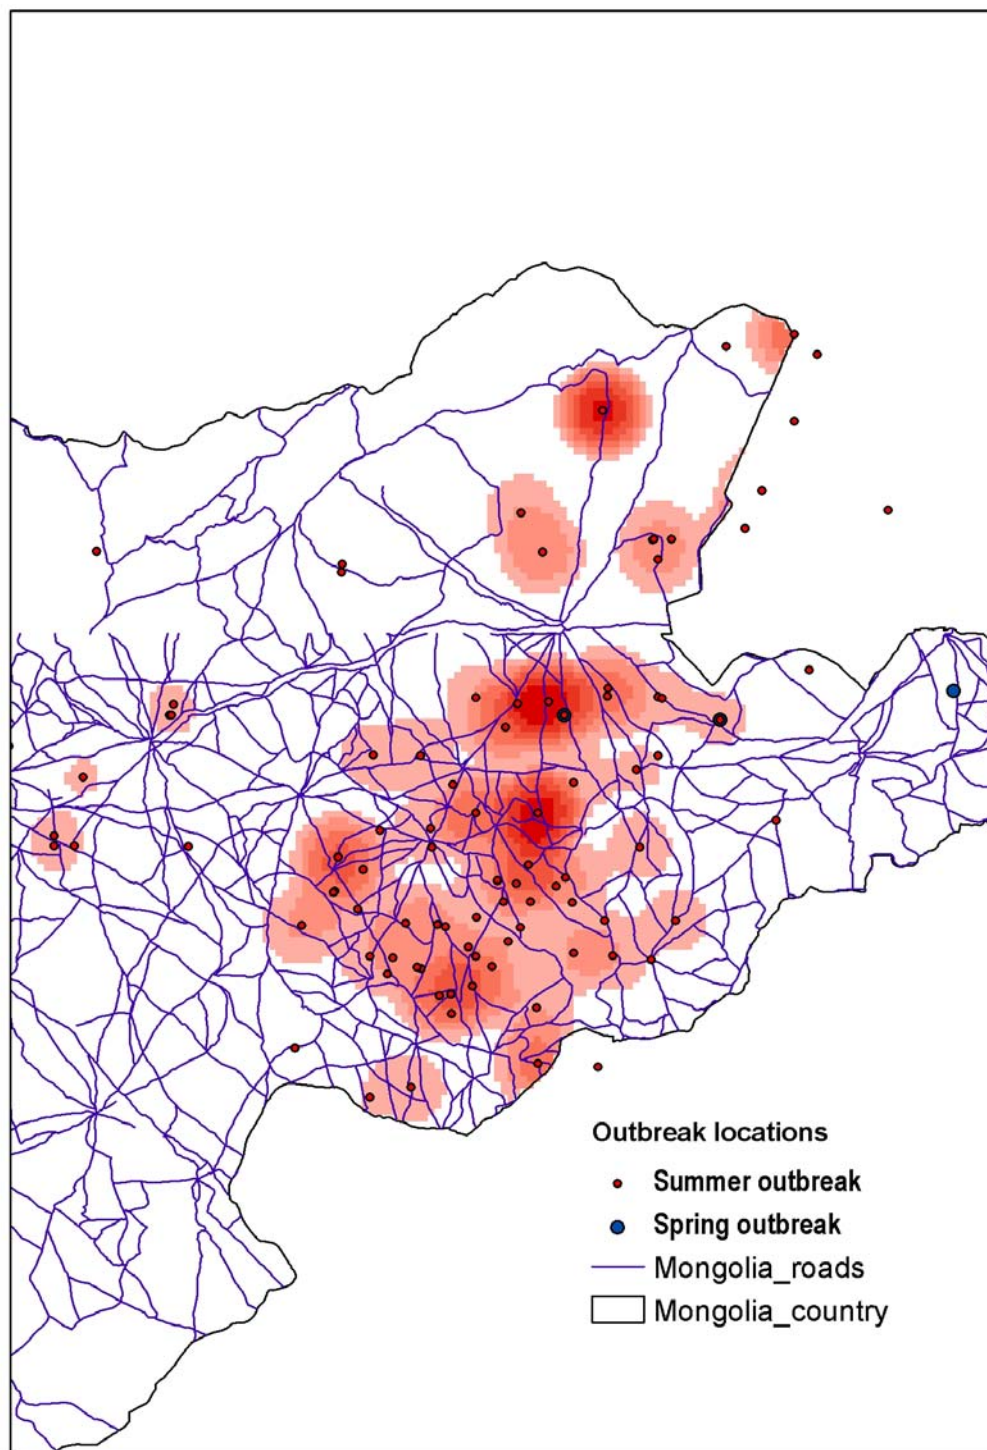 Outbreak locations
Summer outbreak
Spring outbreak
Mongolia_roads
Mongolia_country